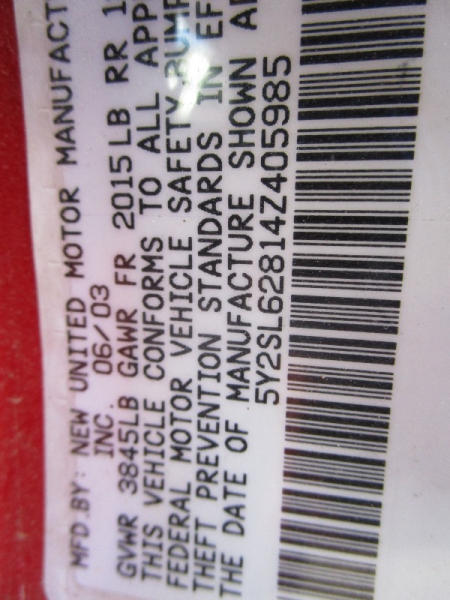 MFD.BY: NEW UNITED MOTOR MANUFACT
INC. 06/03
GVWR 3845LB GAWR FR 2015LB RR
THIS VEHICLE CONFORMS TO ALL APP
FEDERAL MOTOR VEHICLE SAFETY, BUMP
THEFT PREVENTION STANDARDS IN EF
THE DATE OF MANUFACTURE SHOWN A
5Y2SL62814Z405985